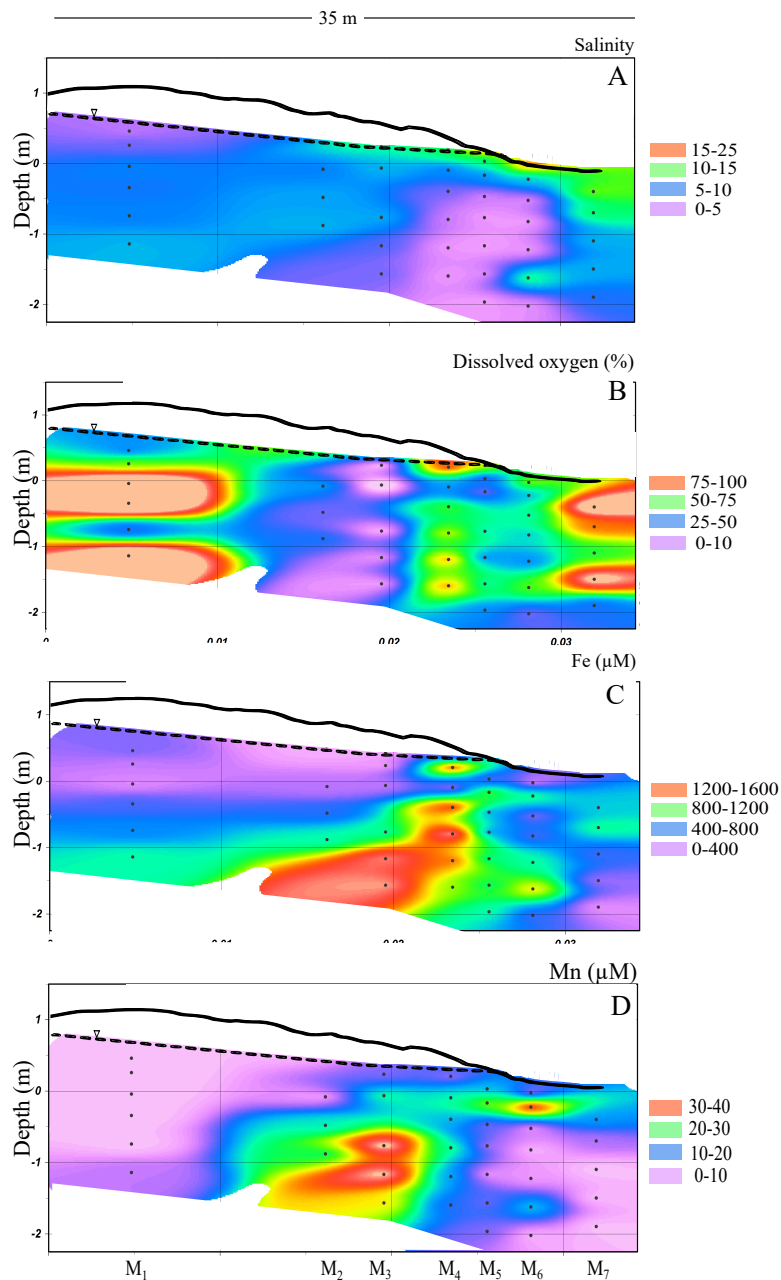 35 m
Salinity
A
Depth (m)
1
0
-1
-2
15-25
10-15
5-10
0-5
Dissolved oxygen (%)
B
Depth (m)
1
0
-1
-2
75-100
50-75
25-50
0-10
0.01
0.02
0.03
Fe (µM)
C
Depth (m)
1
0
-1
-2
1200-1600
800-1200
400-800
0-400
Mn (µM)
D
Depth (m)
1
0
-1
-2
30-40
20-30
10-20
0-10
M1 M2 M3 M4 M5 M6 M7